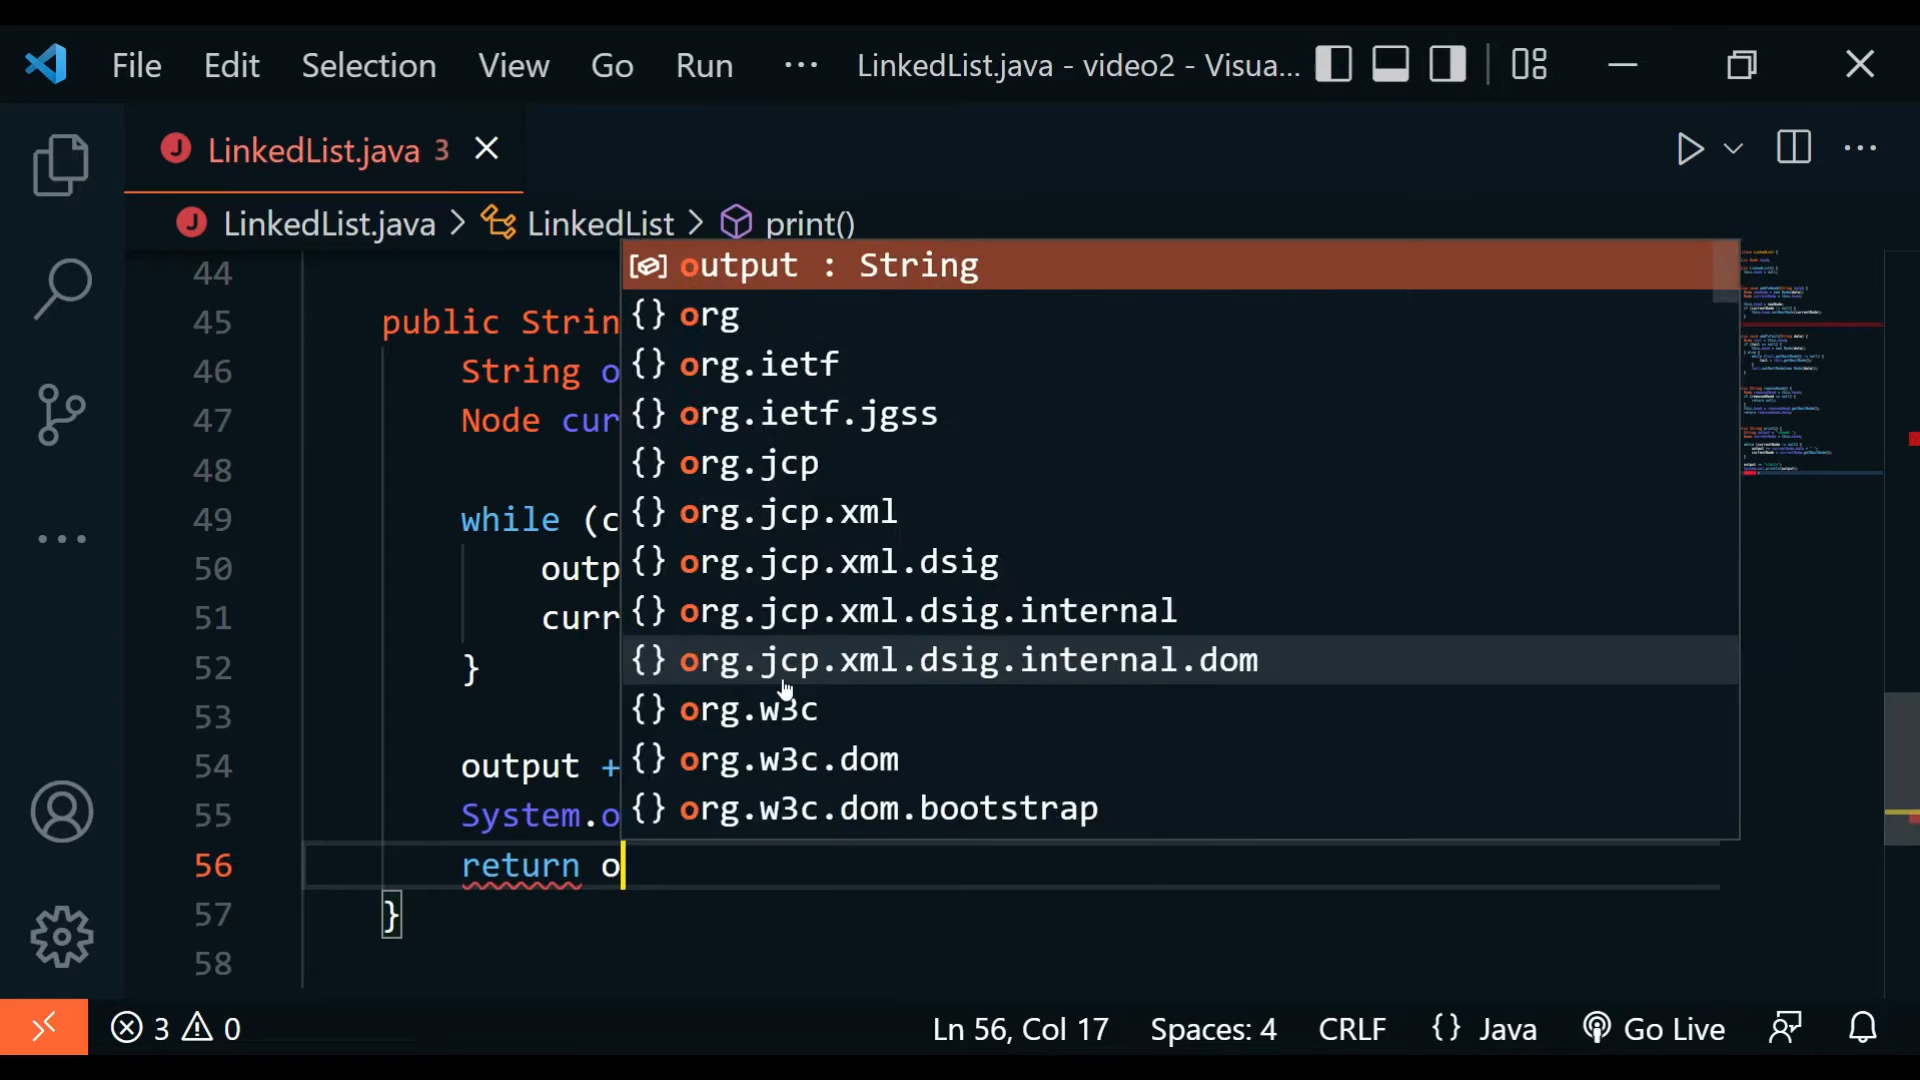 File Edit Selection View Go Run ··· LinkedList.java - video2 - Visua...
LinkedList.java 3
LinkedList.java > LinkedList > print()
44
45 public Strin
46 String o
47 Node cur
48
49 while (c
50 outp
51 curr
52 }
53
54 output +
55 System.o
56 return o
57 }
58
output : String
{} org
{} org.ietf
{} org.ietf.jgss
{} org.jcp
{} org.jcp.xml
{} org.jcp.xml.dsig
{} org.jcp.xml.dsig.internal
{} org.jcp.xml.dsig.internal.dom
{} org.w3c
{} org.w3c.dom
{} org.w3c.dom.bootstrap
3 0 Ln 56, Col 17 Spaces: 4 CRLF {} Java Go Live